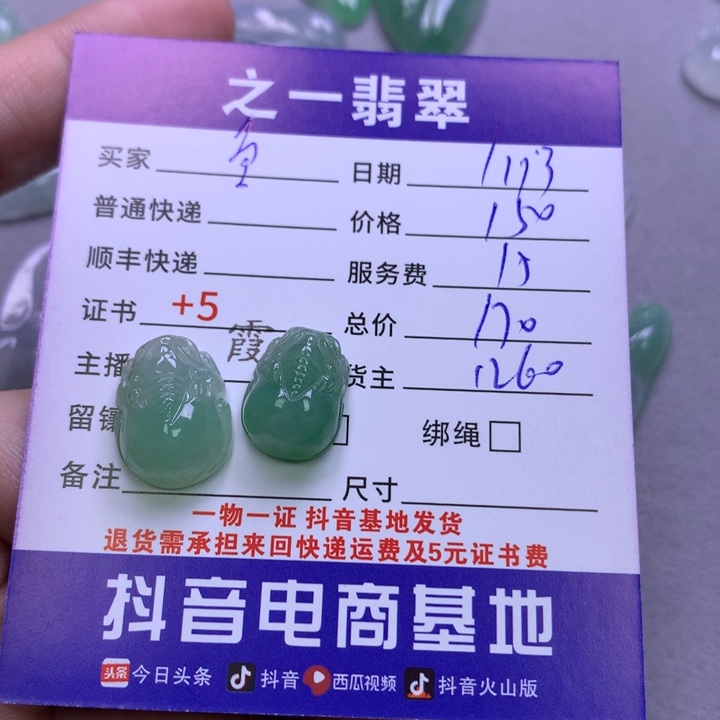 之一翡翠
买家 日期
普通快递 价格 150
顺丰快递 服务费 15
证书 +5 总价 170
主播 霞 货主 1260
留镶 绑绳
备注 尺寸
一物一证 抖音基地发货
退货需承担来回快递运费及5元证书费
抖音电商基地
头条 今日头条 抖音 西瓜视频 抖音火山版